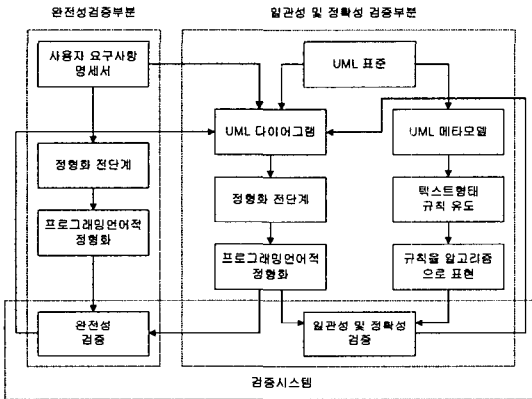 완전성검증부분
일관성 및 정확성 검증부분
사용자 요구사항
명세서
UML 표준
UML 다이어그램
UML 메타모델
정형화 전단계
정형화 전단계
텍스트형태
규칙 유도
프로그래밍언어적
정형화
프로그래밍언어적
정형화
규칙을 알고리즘
으로 표현
완전성
검증
일관성 및 정확성
검증
검증시스템